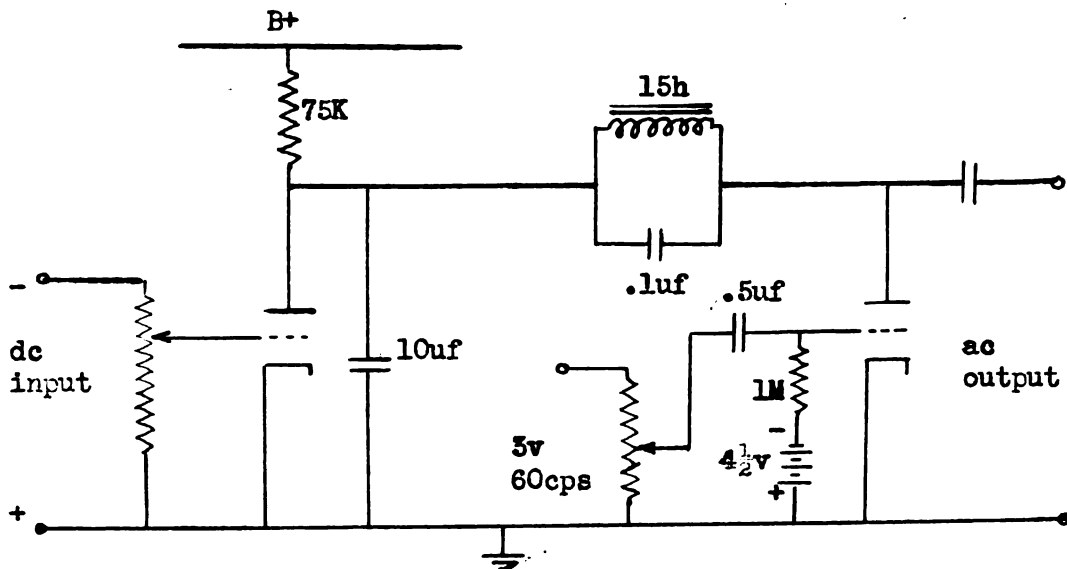 B+
75K
15h
.1uf
.5uf
-
dc
input
10uf
1M
-
4½v
+
3v
60cps
ac
output
+